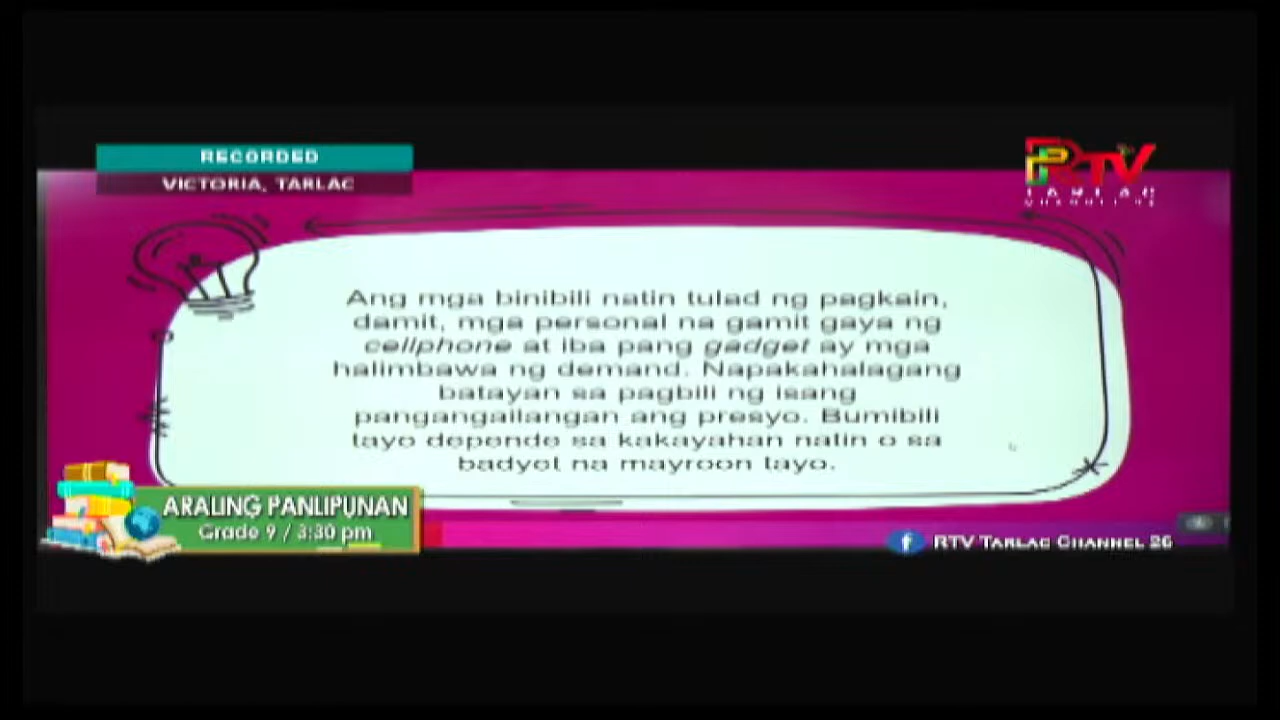 RECORDED
VICTORIA, TARLAC
RTV
TARLAC
Ang mga binibili natin tulad ng pagkain,
damit, mga personal na gamit gaya ng
cellphone at iba pang gadget ay mga
halimbawa ng demand. Napakahalagang
batayan sa pagbili ng isang
pangangailangan ang presyo. Bumibili
tayo depende sa kakayahan natin o sa
badyet na mayroon tayo.
ARALING PANLIPUNAN
Grade 9 / 3:30 pm
RTV TARLAC CHANNEL 26